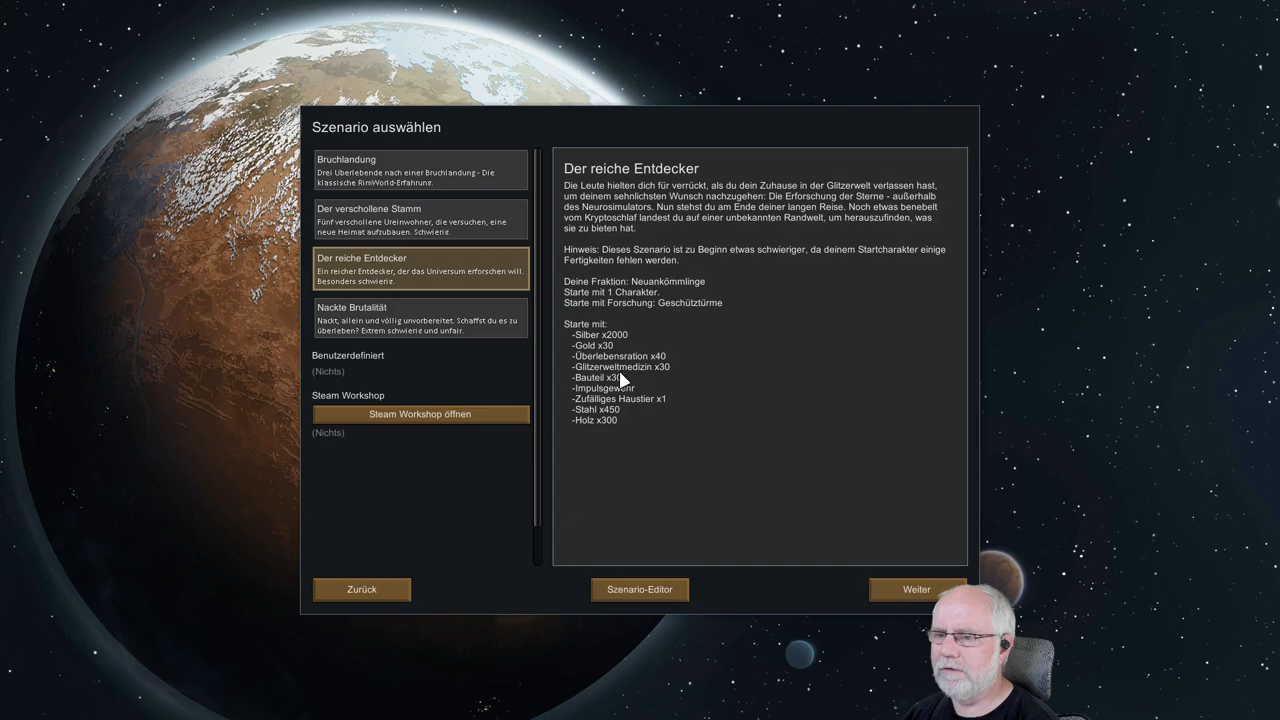 Szenario auswählen
Bruchlandung
Drei Überlebende nach einer Bruchlandung - Die
klassische RimWorld-Erfahrung.
Der verschollene Stamm
Fünf verschollene Ureinwohner, die versuchen, eine
neue Heimat aufzubauen. Schwierig.
Der reiche Entdecker
Ein reicher Entdecker, der das Universum erforschen will.
Besonders schwierig.
Nackte Brutalität
Nackt, allein und völlig unvorbereitet. Schaffst du es zu
überleben? Extrem schwierig und unfair.
Benutzerdefiniert
(Nichts)
Steam Workshop
Steam Workshop öffnen
(Nichts)
Der reiche Entdecker
Die Leute hielten dich für verrückt, als du dein Zuhause in der Glitzerwelt verlassen hast,
um deinem sehnlichsten Wunsch nachzugehen: Die Erforschung der Sterne - außerhalb
des Neurosimulators. Nun stehst du am Ende deiner langen Reise. Noch etwas benebelt
vom Kryptoschlaf landest du auf einer unbekannten Randwelt, um herauszufinden, was
sie zu bieten hat.
Hinweis: Dieses Szenario ist zu Beginn etwas schwieriger, da deinem Startcharakter einige
Fertigkeiten fehlen werden.
Deine Fraktion: Neuankömmlinge
Starte mit 1 Charakter.
Starte mit Forschung: Geschütztürme
Starte mit:
-Silber x2000
-Gold x30
-Überlebensration x40
-Glitzerweltmedizin x30
-Bauteil x30
-Impulsgewehr
-Zufälliges Haustier x1
-Stahl x450
-Holz x300
Zurück
Szenario-Editor
Weiter